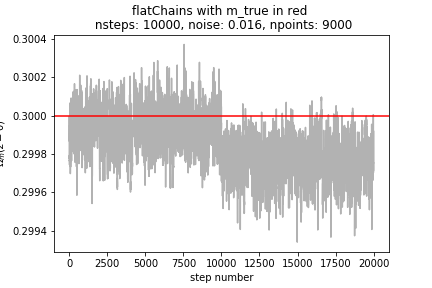 flatChains with m_true in red
nsteps: 10000, noise: 0.016, npoints: 9000
0.3004
0.3002
0.3000
0.2998
0.2996
0.2994
0 2500 5000 7500 10000 12500 15000 17500 20000
step number